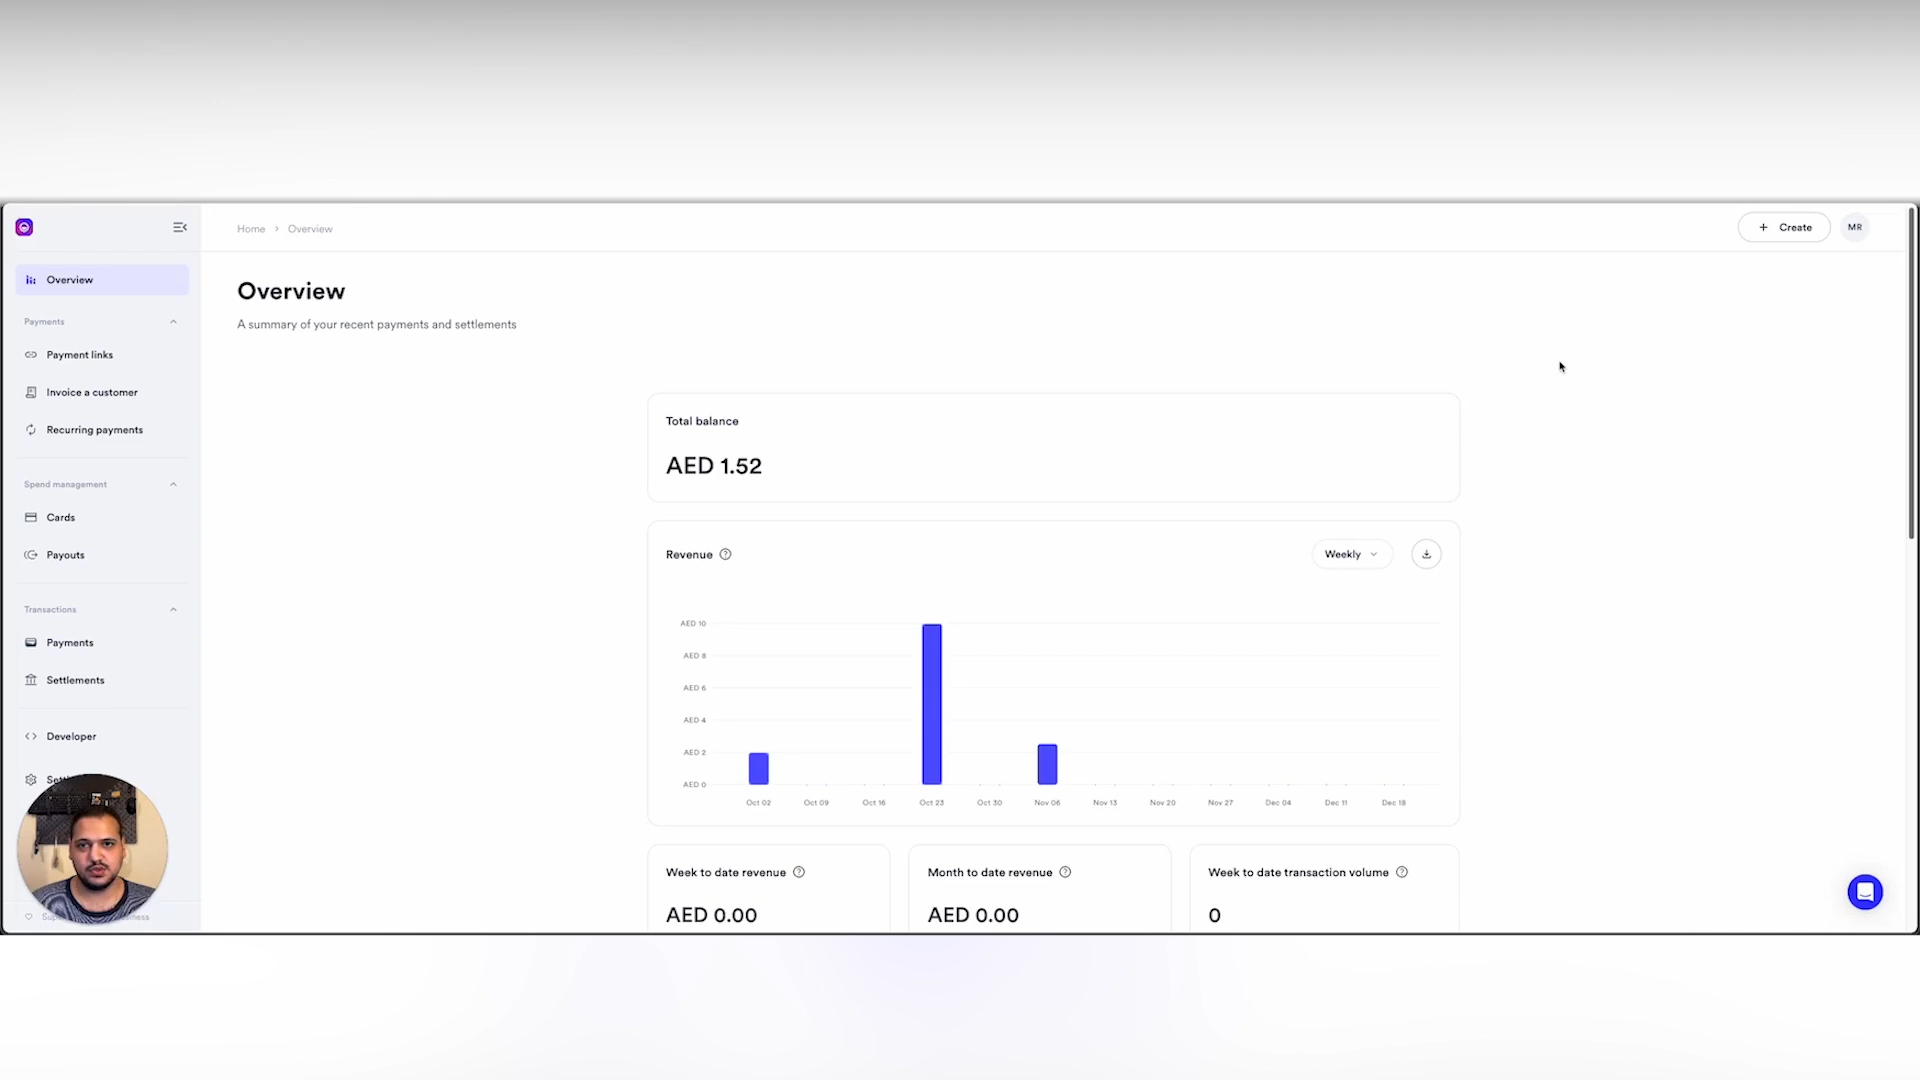 Home > Overview
+ Create
MR
Overview
Payments
Payment links
Invoice a customer
Recurring payments
Spend management
Cards
Payouts
Transactions
Payments
Settlements
Developer
Overview
A summary of your recent payments and settlements
Total balance
AED 1.52
Revenue ?
Weekly
AED 10
AED 8
AED 6
AED 4
AED 2
AED 0
Oct 02 Oct 09 Oct 16 Oct 23 Oct 30 Nov 06 Nov 13 Nov 20 Nov 27 Dec 04 Dec 11 Dec 18
Week to date revenue ?
AED 0.00
Month to date revenue ?
AED 0.00
Week to date transaction volume ?
0